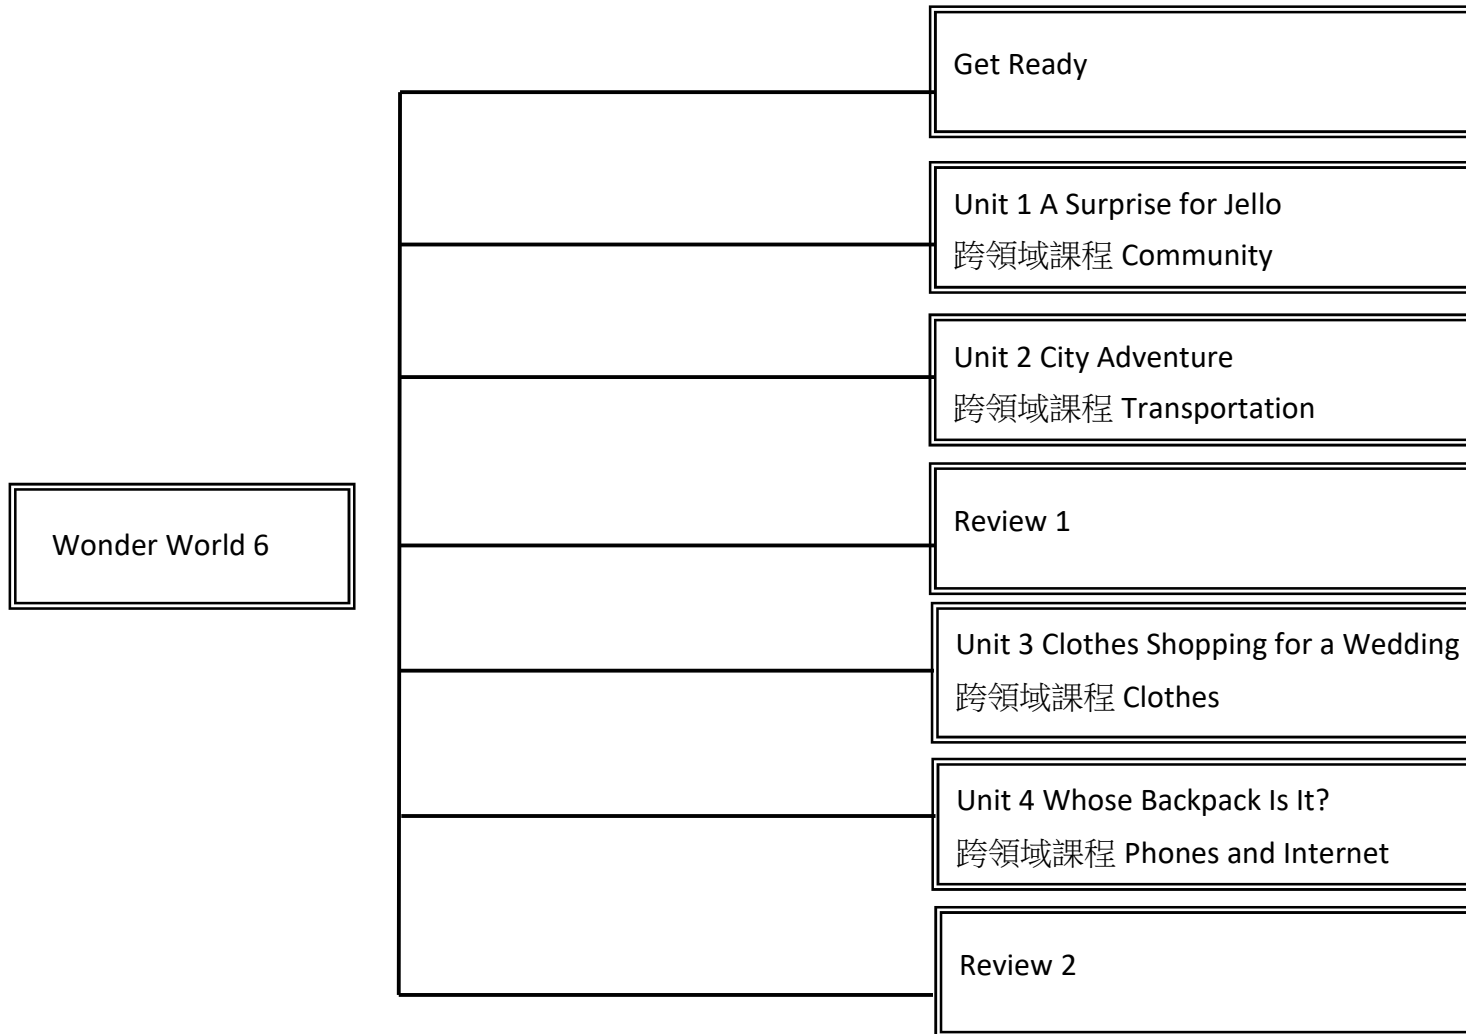 Get Ready
Unit 1 A Surprise for Jello
跨領域課程 Community
Unit 2 City Adventure
跨領域課程 Transportation
Wonder World 6
Review 1
Unit 3 Clothes Shopping for a Wedding
跨領域課程 Clothes
Unit 4 Whose Backpack Is It?
跨領域課程 Phones and Internet
Review 2